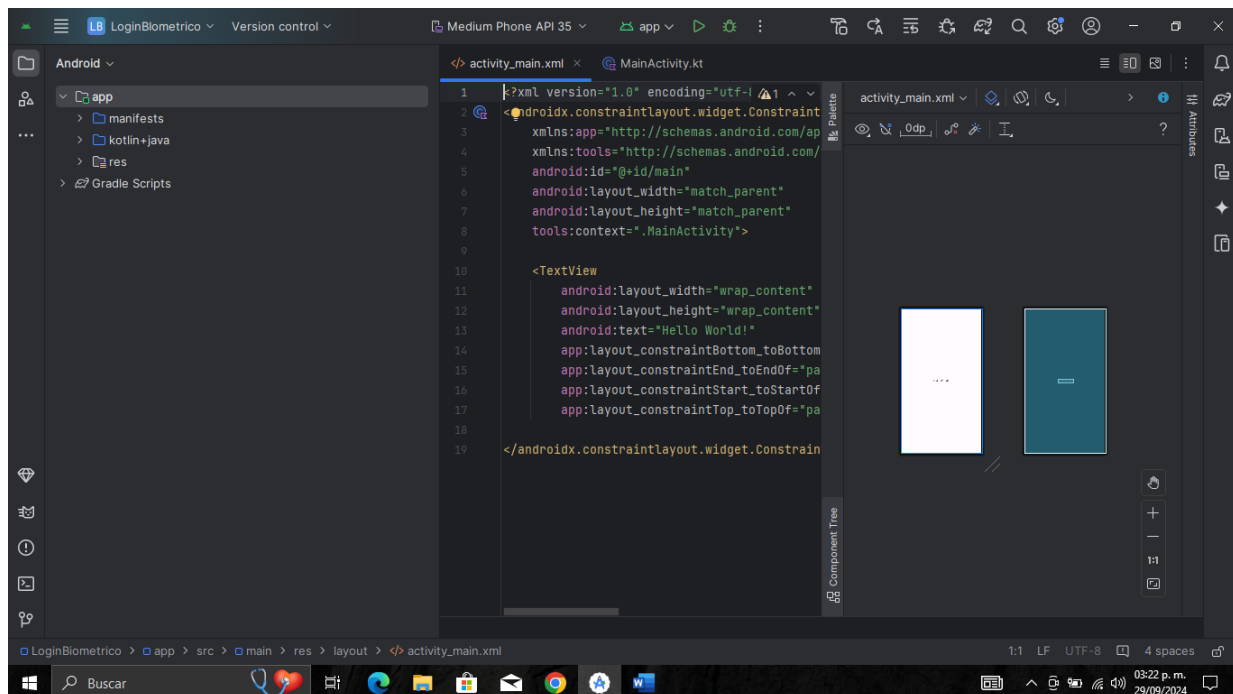 LB LoginBIometrico Version control Medium Phone API 35 app
Android
activity_main.xml MainActivity.kt
app
manifests
kotlin+java
res
Gradle Scripts
1 <?xml version="1.0" encoding="utf-8 1
2 <androidx.constraintlayout.widget.Constraint
3 xmlns:app="http://schemas.android.com/ap
4 xmlns:tools="http://schemas.android.com/
5 android:id="@+id/main"
6 android:layout_width="match_parent"
7 android:layout_height="match_parent"
8 tools:context=".MainActivity">
9
10 <TextView
11 android:layout_width="wrap_content"
12 android:layout_height="wrap_content"
13 android:text="Hello World!"
14 app:layout_constraintBottom_toBottom
15 app:layout_constraintEnd_toEndOf="pa
16 app:layout_constraintStart_toStartOf
17 app:layout_constraintTop_toTopOf="pa
18
19 </androidx.constraintlayout.widget.Constrain
Palette
Component Tree
activity_main.xml
0dp
?
Attributes
1:1
LoginBIometrico > app > src > main > res > layout > activity_main.xml 1:1 LF UTF-8 4 spaces
Buscar
03:22 p. m.
29/09/2024